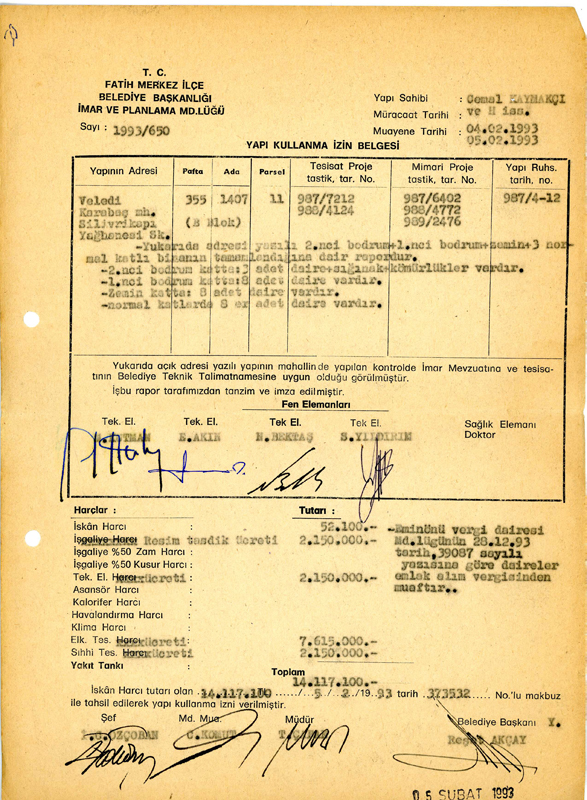 T. C.
FATİH MERKEZ İLÇE
BELEDİYE BAŞKANLIĞI
İMAR VE PLANLAMA MD.LÜĞÜ
Sayı : 1993/650
Yapı Sahibi : Cemal KAYMAKÇI
Müracaat Tarihi : ve H iss.
Muayene Tarihi : 04.02.1993
05.02.1993
YAPI KULLANMA İZİN BELGESİ
Yapının Adresi Pafta Ada Parsel Tesisat Proje tastik, tar. No. Mimari Proje tastik, tar. No. Yapı Ruhs. tarih, no.
Veledi 355 1407 11 987/7212 987/6402 987/4-12
Karabaş mh. 988/4124 988/4772
Silivrikapı (B Blok) 989/2476
Yağhanesi Sk.
-Yukarıda adresi yazılı 2.nci bodrum+1.nci bodrum+zemin+3 nor
mal katlı binanın tamamlandığına dair rapordur.
-2.nci bodrum katta:3 adet daire+sığınak+kömürlükler vardır.
-1.nci bodrum katta:8 adet daire vardır.
-Zemin katta: 8 adet daire vardır.
-normal katlarda 8 er adet daire vardır.
Yukarıda açık adresi yazılı yapının mahallinde yapılan kontrolde İmar Mevzuatına ve tesisa-
tının Belediye Teknik Talimatnamesine uygun olduğu görülmüştür.
İşbu rapor tarafımızdan tanzim ve imza edilmiştir.
Fen Elemanları
Tek. El. Tek. El. Tek El. Tek El. Sağlık Elemanı
E.AKIN N.BEKTAŞ S.YILDIRIM Doktor
Harçlar : Tutarı :
İskân Harcı 52.100.- -Eminönü vergi dairesi
İşgaliye Harcı Resim tasdik ücreti 2.150.000.- Md.lügünün 28.12.93
İşgaliye %50 Zam Harcı : tarih,39087 sayılı
İşgaliye %50 Kusur Harcı : yazısına göre daireler
Tek. El. Harcı ücreti: 2.150.000.- emlak alım vergisinden
Asansör Harcı : muaftır..
Kalorifer Harcı :
Havalandırma Harcı :
Klima Harcı :
Elk. Tes. Harcı ücreti: 7.615.000.-
Sıhhi Tes. Harcı ücreti 2.150.000.-
Yakıt Tankı :
Toplam
14.117.100.-
İskân Harcı tutarı olan 14.117.100 ..../ 5 / 2 /19 93 tarih 373532 No.'lu makbuz
ile tahsil edilerek yapı kullanma izni verilmiştir.
Şef Md. Mua. Müdür Belediye Başkanı Y.
G.ÖZÇOBAN C.KOMUT Reşat AKÇAY
05 ŞUBAT 1993